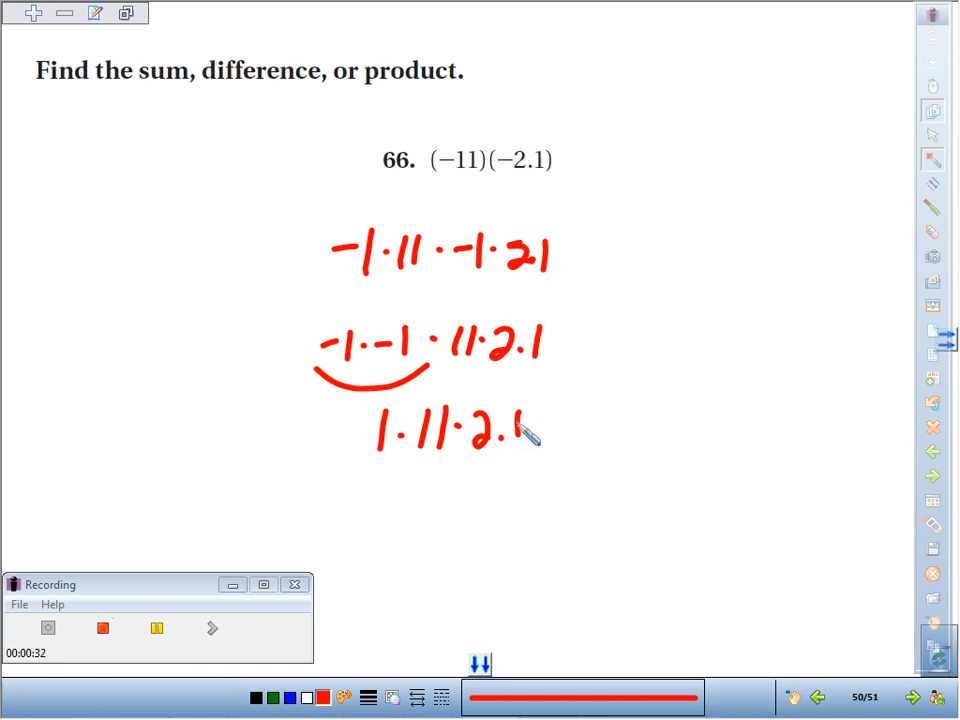 Find the sum, difference, or product.
66. (−11)(−2.1)
-1·11·-1·2.1
-1·-1·11·2.1
1·11·2.1
Recording
File Help
00:00:32
50/51